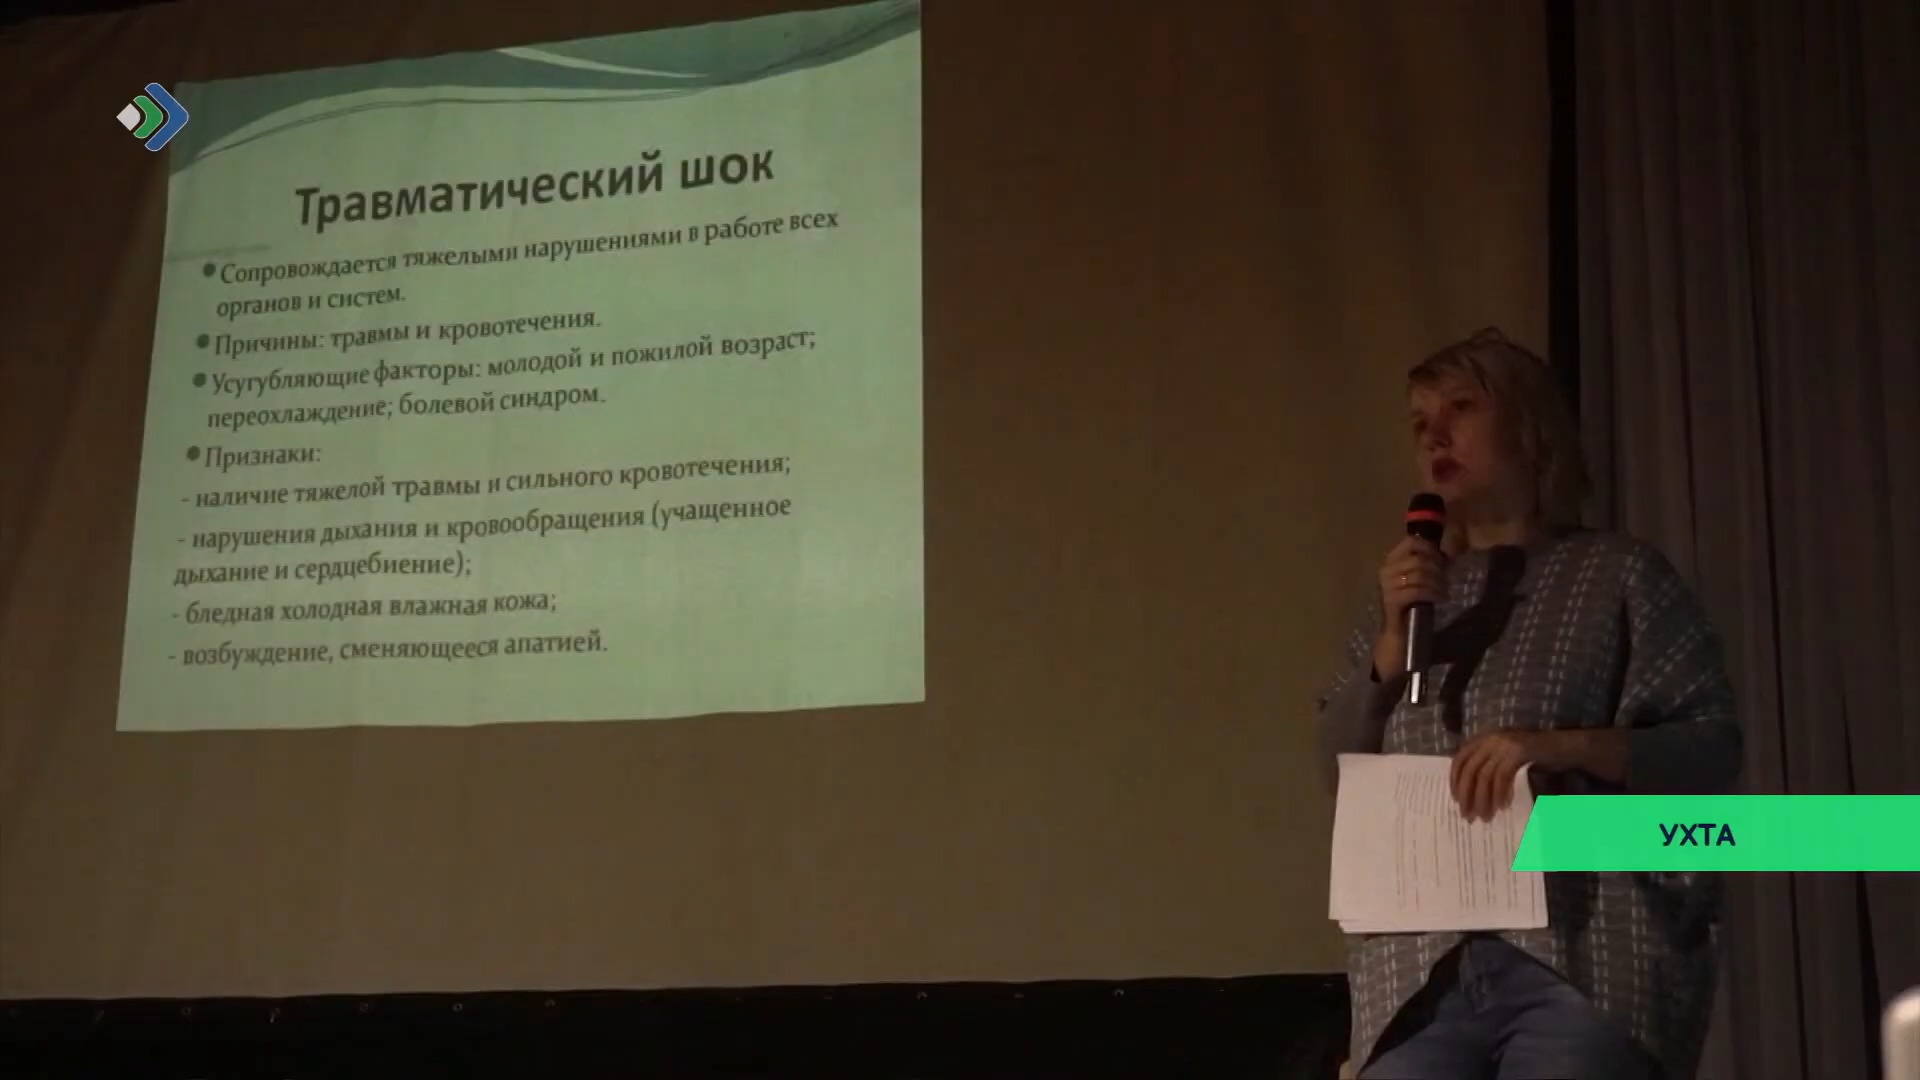 Травматический шок
Сопровождается тяжелыми нарушениями в работе всех
органов и систем.
Причины: травмы и кровотечения.
Усугубляющие факторы: молодой и пожилой возраст;
переохлаждение; болевой синдром.
Признаки:
- наличие тяжелой травмы и сильного кровотечения;
- нарушения дыхания и кровообращения (учащенное
дыхание и сердцебиение);
- бледная холодная влажная кожа;
- возбуждение, сменяющееся апатией.
УХТА